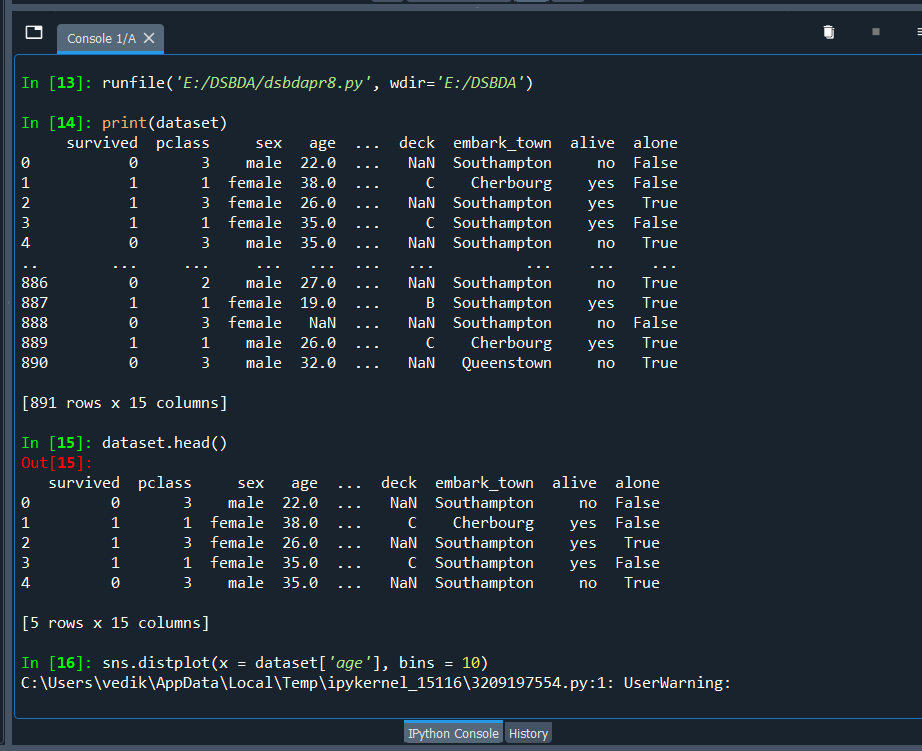 Console 1/A
In [13]: runfile('E:/DSBDA/dsbdapr8.py', wdir='E:/DSBDA')
In [14]: print(dataset)
     survived  pclass     sex   age  ...  deck  embark_town  alive  alone
0           0       3    male  22.0  ...   NaN  Southampton     no  False
1           1       1  female  38.0  ...     C    Cherbourg    yes  False
2           1       3  female  26.0  ...   NaN  Southampton    yes   True
3           1       1  female  35.0  ...     C  Southampton    yes  False
4           0       3    male  35.0  ...   NaN  Southampton     no   True
..        ...     ...     ...   ...  ...   ...          ...    ...    ...
886         0       2    male  27.0  ...   NaN  Southampton     no   True
887         1       1  female  19.0  ...     B  Southampton    yes   True
888         0       3  female   NaN  ...   NaN  Southampton     no  False
889         1       1    male  26.0  ...     C    Cherbourg    yes   True
890         0       3    male  32.0  ...   NaN   Queenstown     no   True
[891 rows x 15 columns]
In [15]: dataset.head()
Out[15]:
   survived  pclass     sex   age  ...  deck  embark_town  alive  alone
0         0       3    male  22.0  ...   NaN  Southampton     no  False
1         1       1  female  38.0  ...     C    Cherbourg    yes  False
2         1       3  female  26.0  ...   NaN  Southampton    yes   True
3         1       1  female  35.0  ...     C  Southampton    yes  False
4         0       3    male  35.0  ...   NaN  Southampton     no   True
[5 rows x 15 columns]
In [16]: sns.distplot(x = dataset['age'], bins = 10)
C:\Users\vedik\AppData\Local\Temp\ipykernel_15116\3209197554.py:1: UserWarning:
IPython Console History